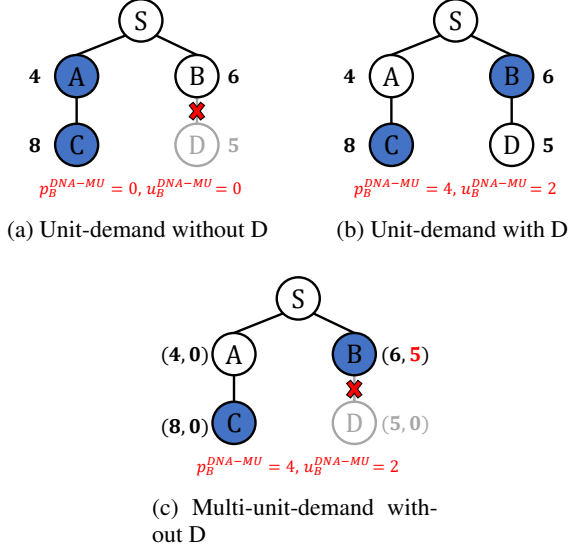 S
4 A B 6
8 C D 5
p_B^{DNA-MU} = 0, u_B^{DNA-MU} = 0
(a) Unit-demand without D
S
4 A B 6
8 C D 5
p_B^{DNA-MU} = 4, u_B^{DNA-MU} = 2
(b) Unit-demand with D
S
(4, 0) A B (6, 5)
(8, 0) C D (5, 0)
p_B^{DNA-MU} = 4, u_B^{DNA-MU} = 2
(c) Multi-unit-demand with-
out D